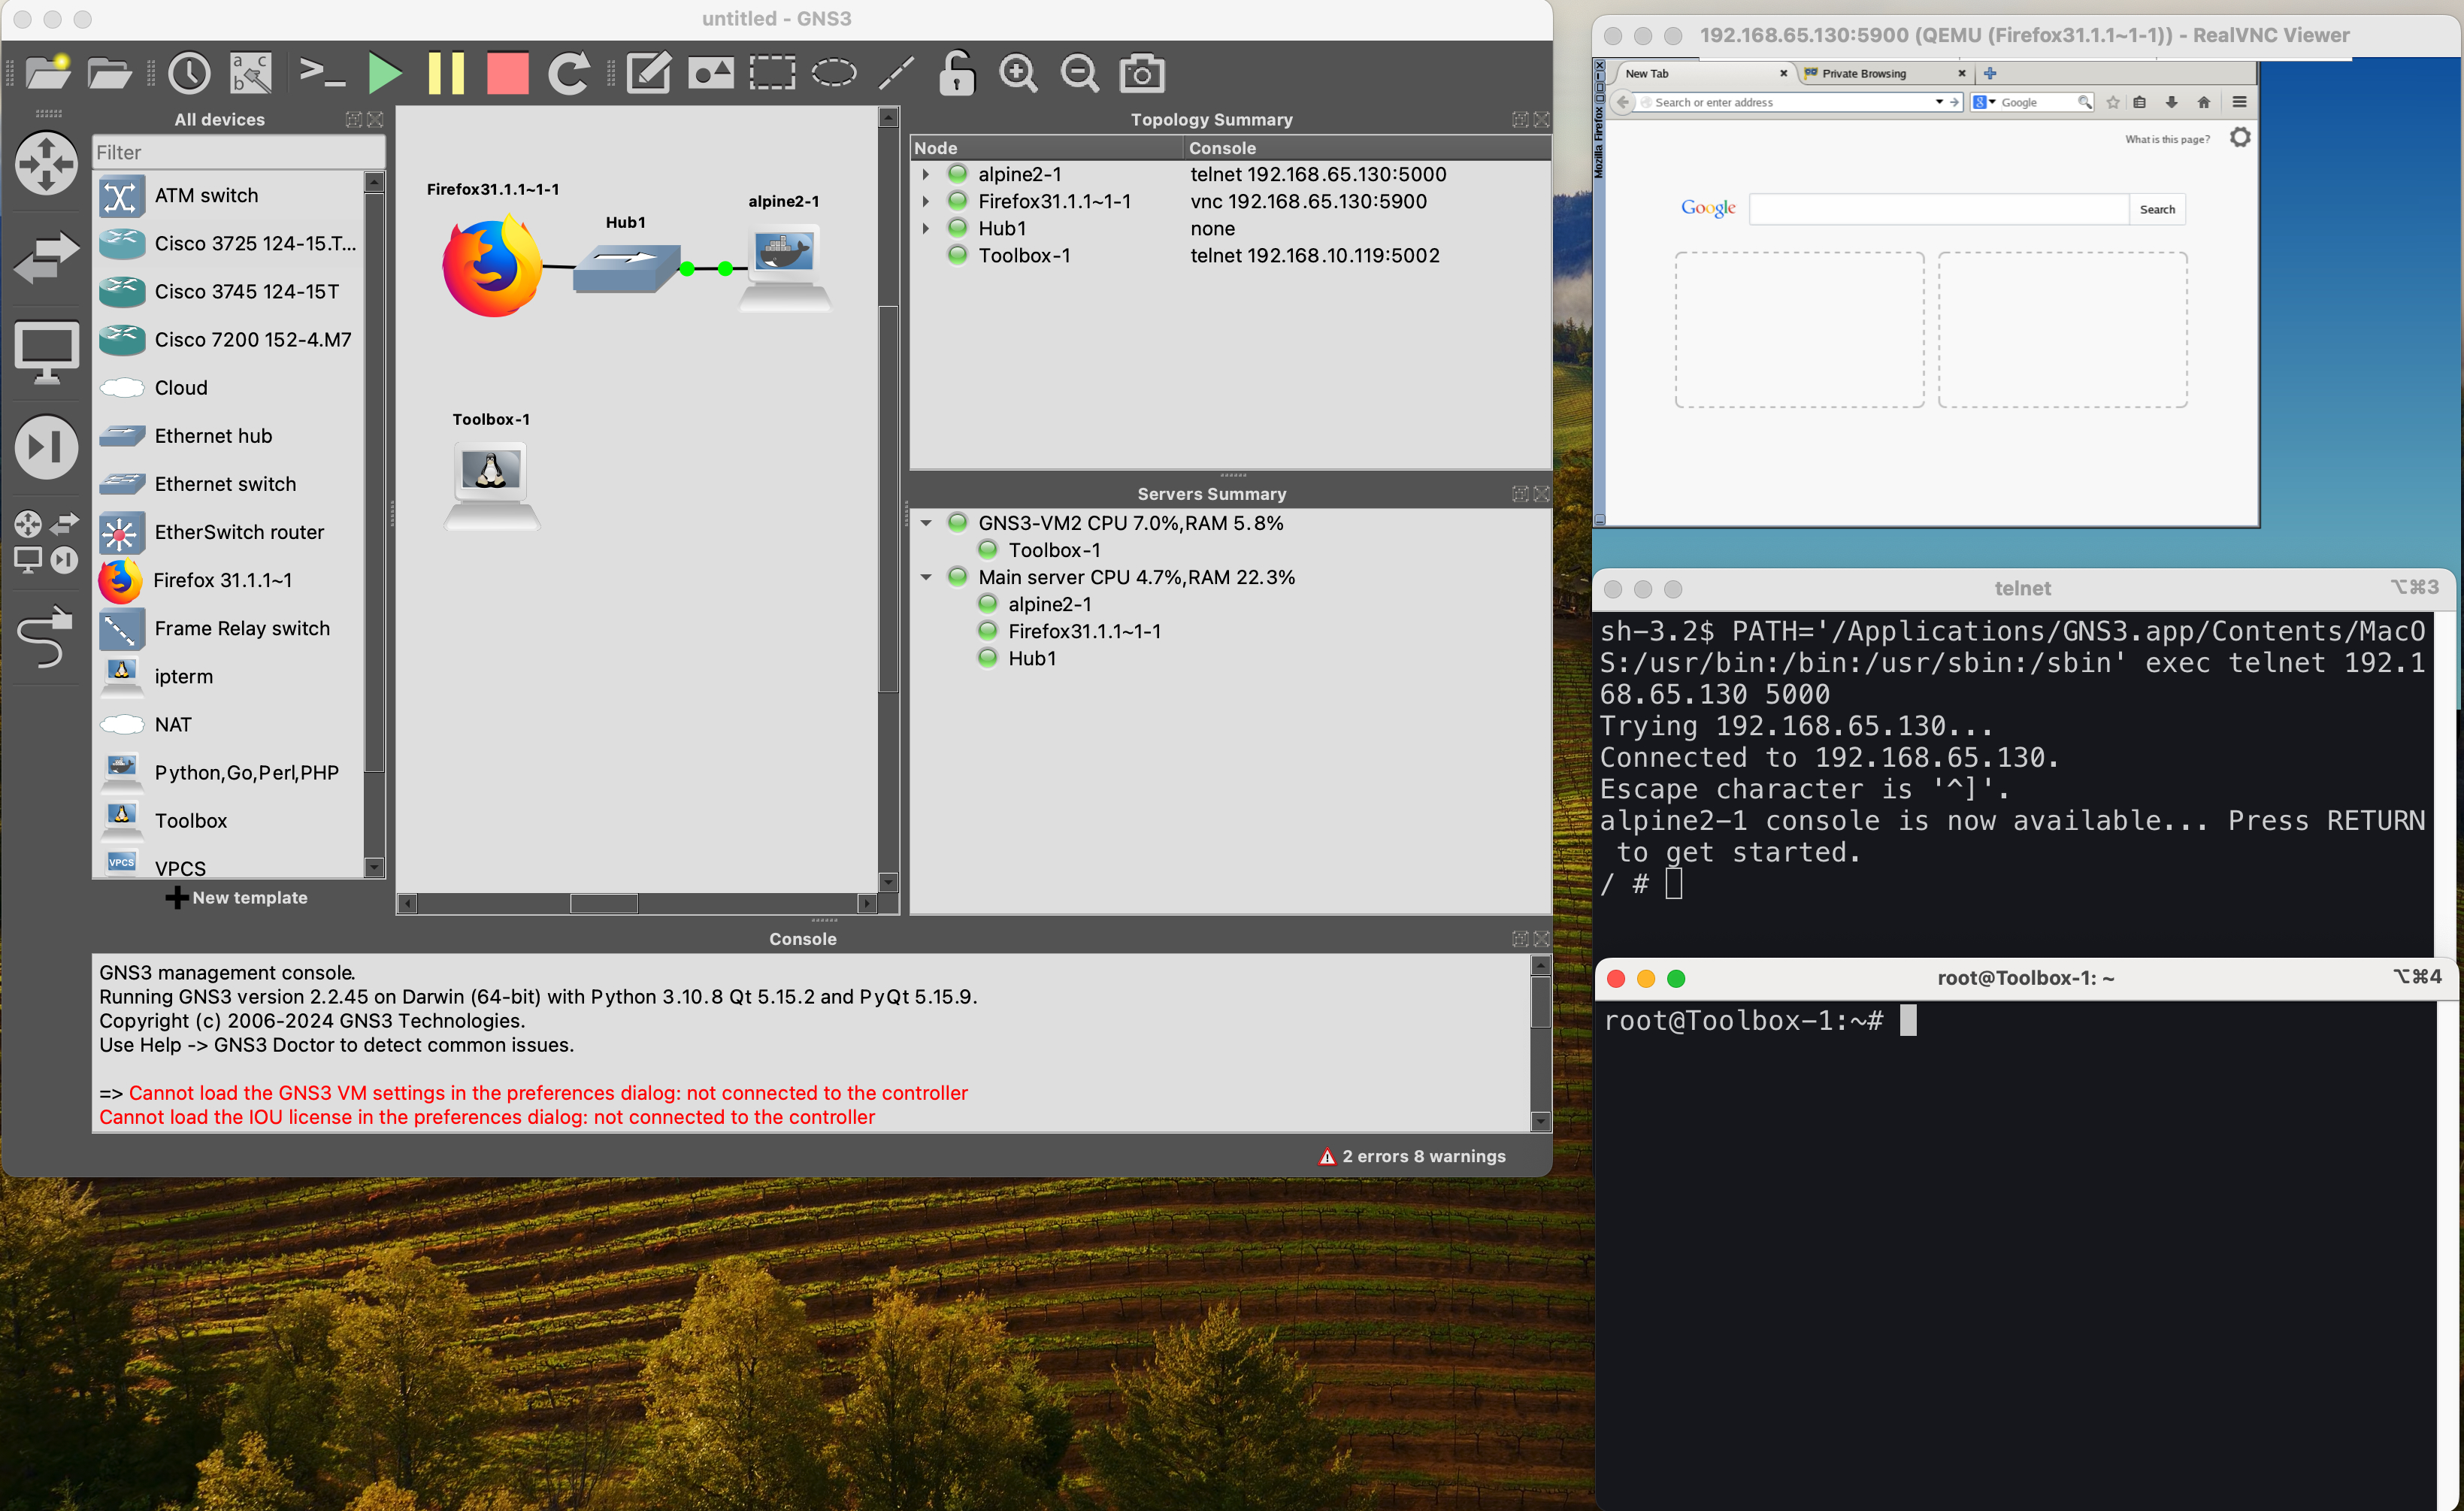 untitled - GNS3
All devices
Filter
ATM switch
Cisco 3725 124-15.T...
Cisco 3745 124-15T
Cisco 7200 152-4.M7
Cloud
Ethernet hub
Ethernet switch
EtherSwitch router
Firefox 31.1.1~1
Frame Relay switch
ipterm
NAT
Python,Go,Perl,PHP
Toolbox
VPCS
VPCS
New template
Firefox31.1.1~1-1
Hub1
alpine2-1
Toolbox-1
Topology Summary
Node Console
alpine2-1 telnet 192.168.65.130:5000
Firefox31.1.1~1-1 vnc 192.168.65.130:5900
Hub1 none
Toolbox-1 telnet 192.168.10.119:5002
Servers Summary
GNS3-VM2 CPU 7.0%,RAM 5.8%
Toolbox-1
Main server CPU 4.7%,RAM 22.3%
alpine2-1
Firefox31.1.1~1-1
Hub1
Console
GNS3 management console.
Running GNS3 version 2.2.45 on Darwin (64-bit) with Python 3.10.8 Qt 5.15.2 and PyQt 5.15.9.
Copyright (c) 2006-2024 GNS3 Technologies.
Use Help -> GNS3 Doctor to detect common issues.
=> Cannot load the GNS3 VM settings in the preferences dialog: not connected to the controller
Cannot load the IOU license in the preferences dialog: not connected to the controller
2 errors 8 warnings
192.168.65.130:5900 (QEMU (Firefox31.1.1~1-1)) - RealVNC Viewer
Mozilla Firefox
New Tab
Private Browsing
Search or enter address
Google
What is this page?
Google
Search
telnet
⌥⌘3
sh-3.2$ PATH='/Applications/GNS3.app/Contents/MacO
S:/usr/bin:/bin:/usr/sbin:/sbin' exec telnet 192.1
68.65.130 5000
Trying 192.168.65.130...
Connected to 192.168.65.130.
Escape character is '^]'.
alpine2-1 console is now available... Press RETURN
to get started.
/ #
root@Toolbox-1: ~
⌥⌘4
root@Toolbox-1:~#